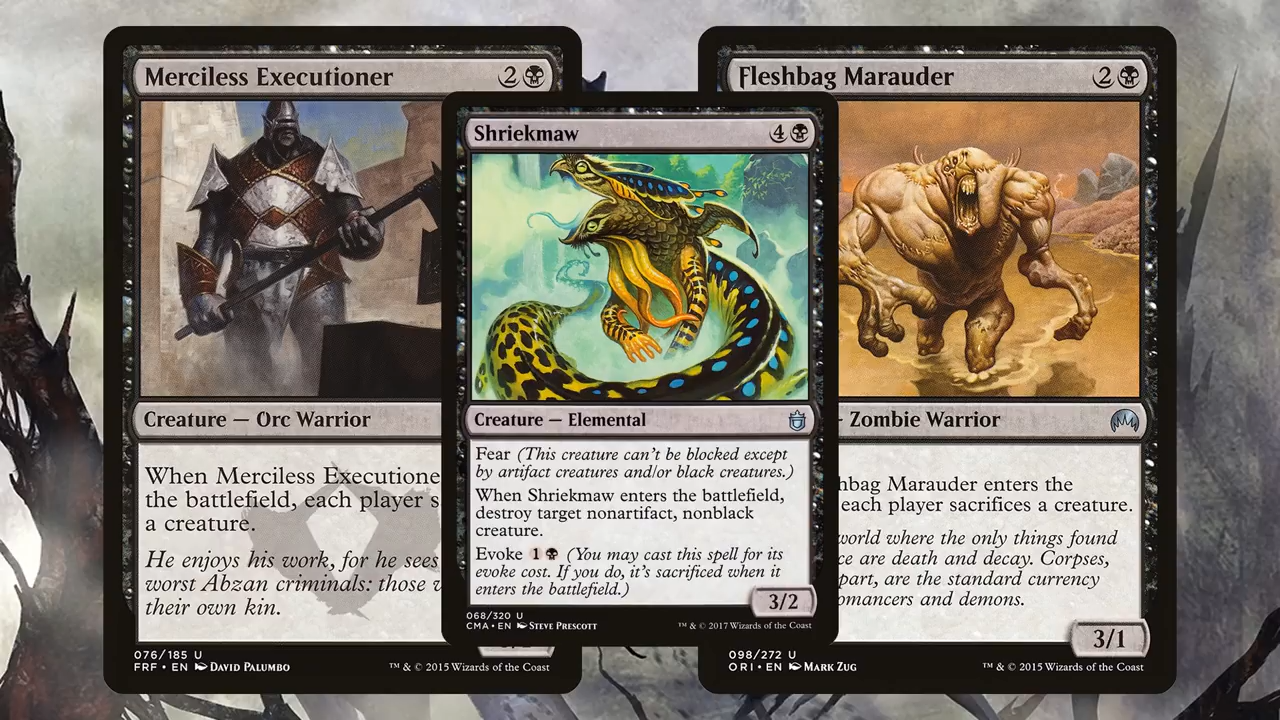 Merciless Executioner 2
Creature — Orc Warrior
When Merciless Executione
the battlefield, each player s
a creature.
He enjoys his work, for he sees
worst Abzan criminals: those w
their own kin.
076/185 U
FRF • EN DAVID PALUMBO ™ & © 2015 Wizards of the Coast
Shriekmaw 4
Creature — Elemental
Fear (This creature can't be blocked except
by artifact creatures and/or black creatures.)
When Shriekmaw enters the battlefield,
destroy target nonartifact, nonblack
creature.
Evoke 1 (You may cast this spell for its
evoke cost. If you do, it's sacrificed when it
enters the battlefield.)
3/2
068/320 U
CMA • EN STEVE PRESCOTT ™ & © 2017 Wizards of the Coast
Fleshbag Marauder 2
— Zombie Warrior
hbag Marauder enters the
each player sacrifices a creature.
world where the only things found
ce are death and decay. Corpses,
part, are the standard currency
omancers and demons.
3/1
098/272 U
ORI • EN MARK ZUG ™ & © 2015 Wizards of the Coast